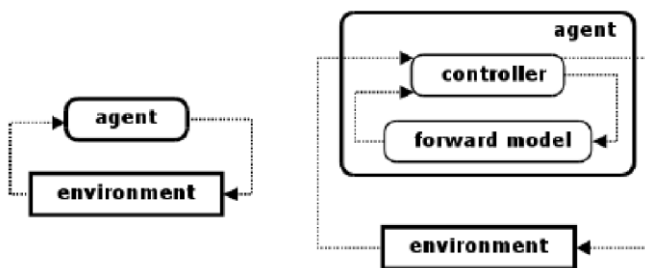 agent
environment
agent
controller
forward model
environment